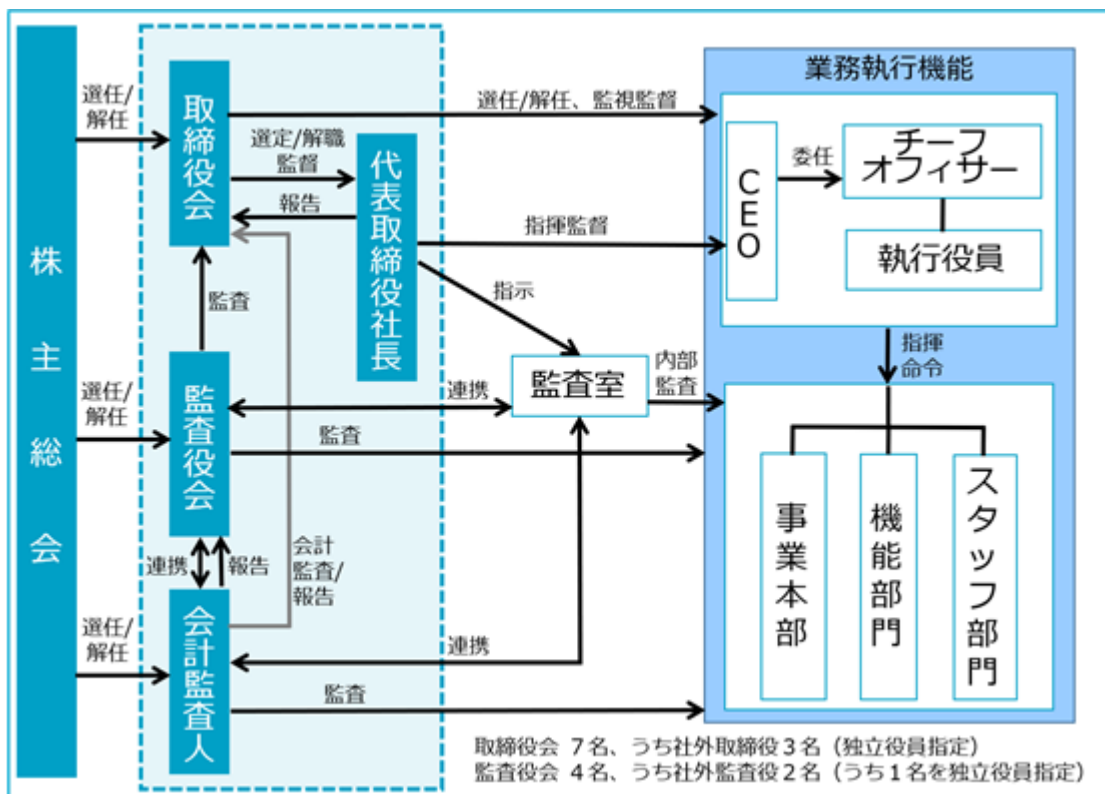 株主総会
選任/
解任
取締役会
選任/解任、監視監督
選定/解職
監督
報告
代表取締役社長
指揮監督
指示
監査
選任/
解任
監査役会
連携
監査室
内部
監査
監査
連携
報告
会計
監査/
報告
選任/
解任
会計監査人
連携
監査
業務執行機能
CEO
委任
チーフ
オフィサー
執行役員
指揮
命令
事業本部
機能部門
スタッフ部門
取締役会 7名、うち社外取締役3名（独立役員指定）
監査役会 4名、うち社外監査役2名（うち1名を独立役員指定）